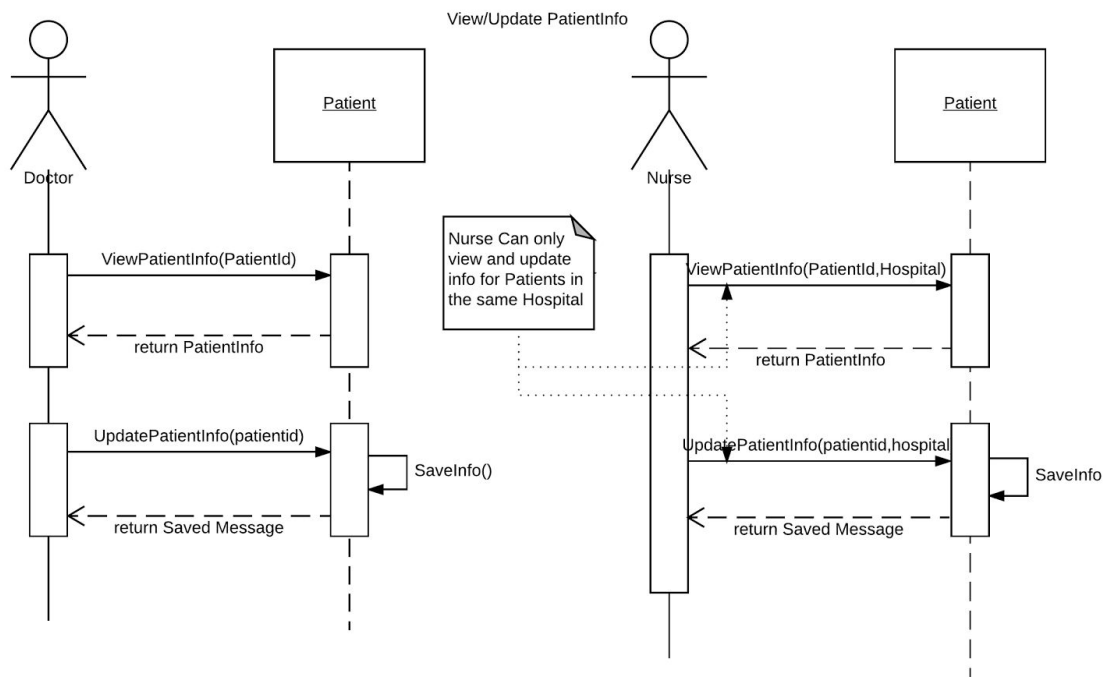 View/Update PatientInfo
Patient
Patient
Doctor
Nurse
Nurse Can only
view and update
info for Patients in
the same Hospital
ViewPatientInfo(PatientId)
ViewPatientInfo(PatientId,Hospital)
return PatientInfo
return PatientInfo
UpdatePatientInfo(patientid)
UpdatePatientInfo(patientid,hospital
SaveInfo()
SaveInfo
return Saved Message
return Saved Message